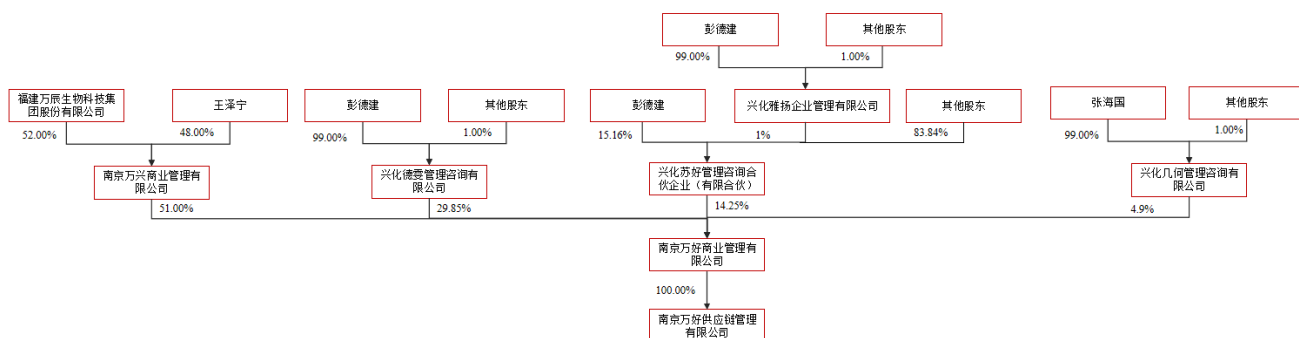 彭德建
其他股东
99.00%
1.00%
福建万辰生物科技集
团股份有限公司
王泽宁
彭德建
其他股东
彭德建
兴化雅扬企业管理有限公司
其他股东
张海国
其他股东
52.00%
48.00%
99.00%
1.00%
15.16%
1%
83.84%
99.00%
1.00%
南京万兴商业管理有
限公司
兴化德雯管理咨询有
限公司
兴化苏好管理咨询合
伙企业（有限合伙）
兴化几何管理咨询有
限公司
51.00%
29.85%
14.25%
4.9%
南京万好商业管理有
限公司
100.00%
南京万好供应链管理
有限公司